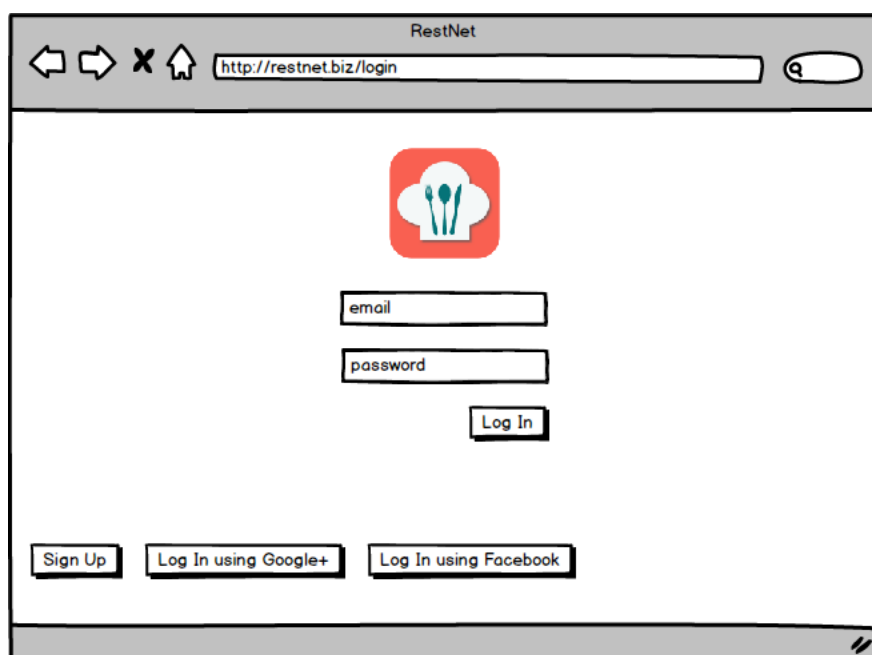 RestNet
http://restnet.biz/login
email
password
Log In
Sign Up
Log In using Google+
Log In using Facebook